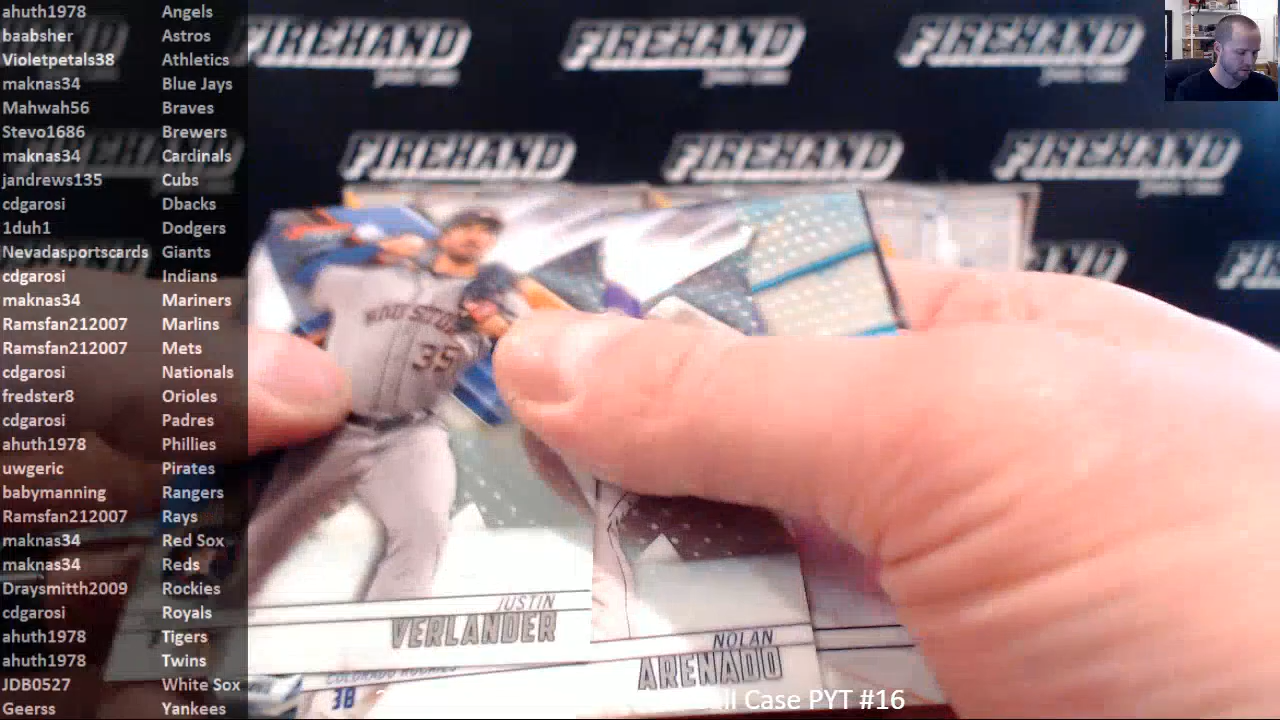 ahuth1978 Angels
baabsher Astros
Violetpetals38 Athletics
maknas34 Blue Jays
Mahwah56 Braves
Stevo1686 Brewers
maknas34 Cardinals
jandrews135 Cubs
cdgarosi Dbacks
1duh1 Dodgers
Nevadasportscards Giants
cdgarosi Indians
maknas34 Mariners
Ramsfan212007 Marlins
Ramsfan212007 Mets
cdgarosi Nationals
fredster8 Orioles
cdgarosi Padres
ahuth1978 Phillies
uwgeric Pirates
babymanning Rangers
Ramsfan212007 Rays
maknas34 Red Sox
maknas34 Reds
Draysmitth2009 Rockies
cdgarosi Royals
ahuth1978 Tigers
ahuth1978 Twins
JDB0527 White Sox
Geerss Yankees
FIREHAND FIREHAND FIREHAND
FIREHAND FIREHAND FIREHAND
35
JUSTIN
VERLANDER
NOLAN
ARENADO
COLORADO ROCKIES
38
Case PYT #16